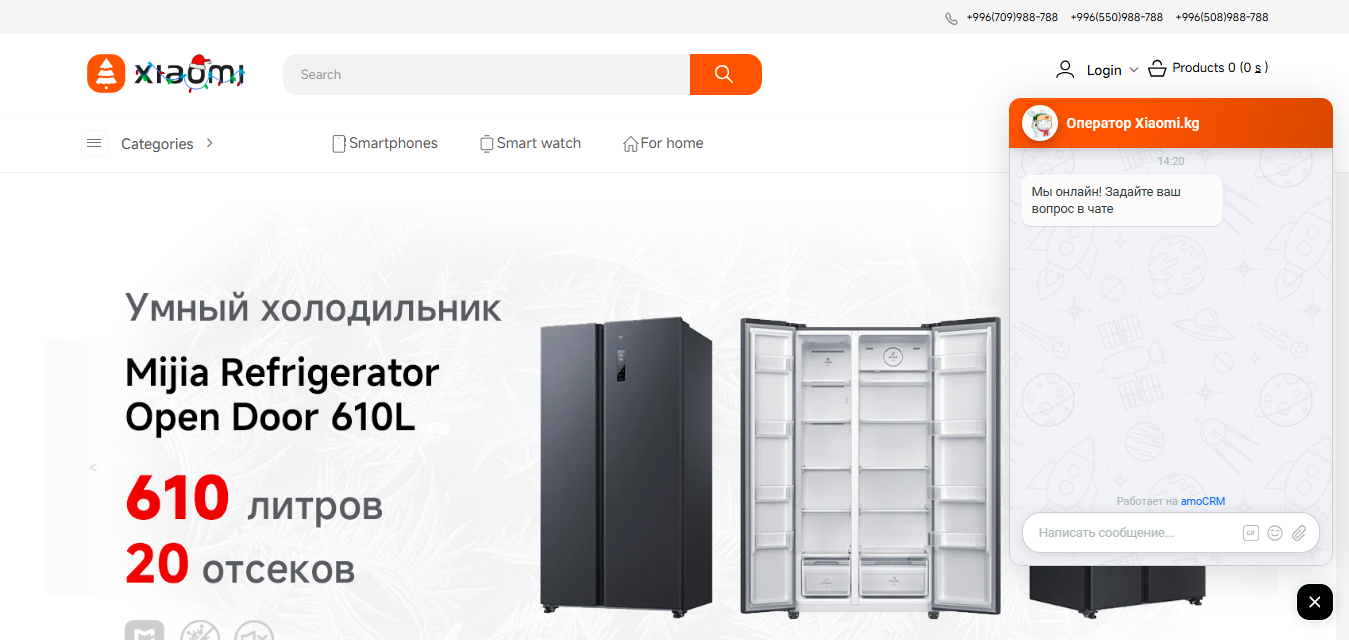 +996(709)988-788 +996(550)988-788 +996(508)988-788
xiaomi
Search
Login
Products 0 (0 s )
Categories
Smartphones
Smart watch
For home
Умный холодильник
Mijia Refrigerator
Open Door 610L
610 литров
20 отсеков
<
Оператор Xiaomi.kg
14:20
Мы онлайн! Задайте ваш
вопрос в чате
Работает на amoCRM
Написать сообщение...
GIF